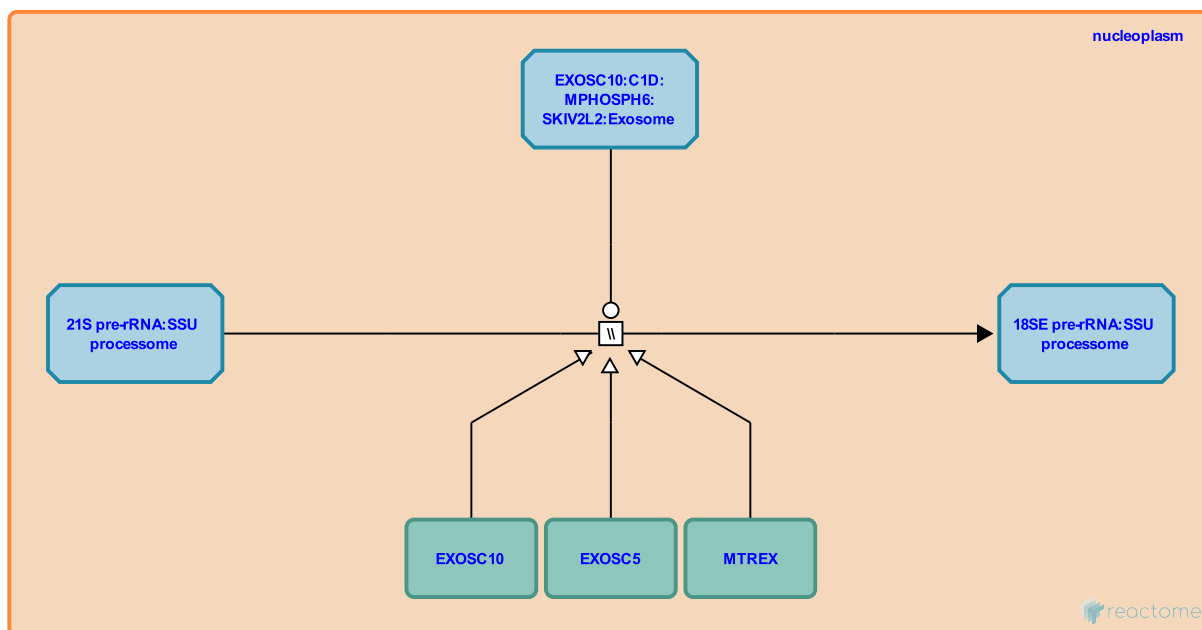 nucleoplasm
EXOSC10:C1D:
MPHOSPH6:
SKIV2L2:Exosome
21S pre-rRNA:SSU
processome
\\
18SE pre-rRNA:SSU
processome
EXOSC10
EXOSC5
MTREX
reactome